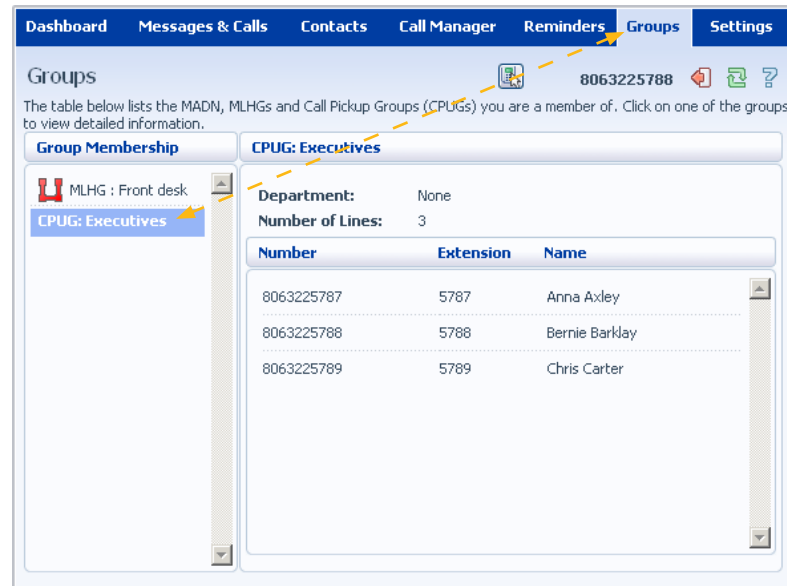 Dashboard Messages & Calls Contacts Call Manager Reminders Groups Settings
Groups 8063225788
The table below lists the MADN, MLHGs and Call Pickup Groups (CPUGs) you are a member of. Click on one of the groups
to view detailed information.
Group Membership
MLHG : Front desk
CPUG: Executives
CPUG: Executives
Department: None
Number of Lines: 3
Number Extension Name
8063225787 5787 Anna Axley
8063225788 5788 Bernie Barklay
8063225789 5789 Chris Carter